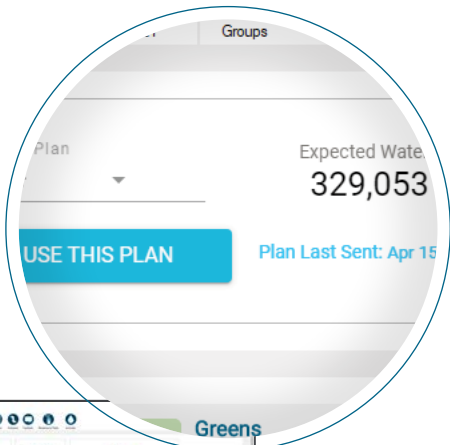 Groups
Plan
Expected Wate
329,053
USE THIS PLAN
Plan Last Sent: Apr 15
Greens